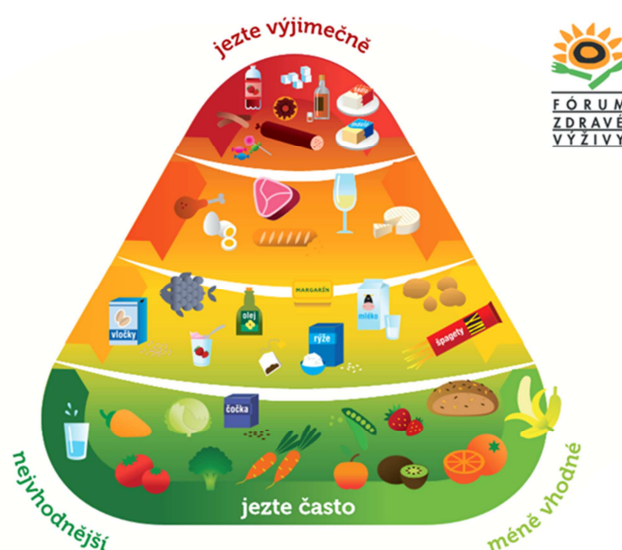 jezte výjimečně
FÓRUM
ZDRAVÉ
VÝŽIVY
MARGARÍN
olej
mléko
vločky
rýže
špagety
čočka
nejvhodnější
jezte často
méně vhodné